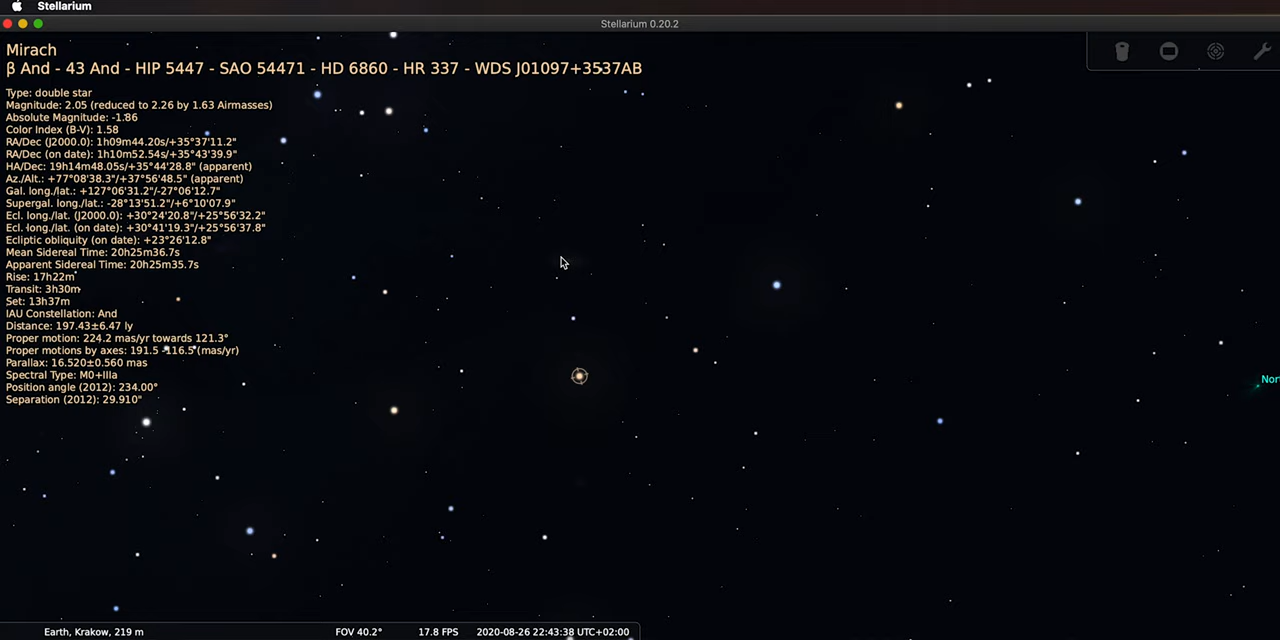 Stellarium
Stellarium 0.20.2
Mirach
β And - 43 And - HIP 5447 - SAO 54471 - HD 6860 - HR 337 - WDS J01097+3537AB
Type: double star
Magnitude: 2.05 (reduced to 2.26 by 1.63 Airmasses)
Absolute Magnitude: -1.86
Color Index (B-V): 1.58
RA/Dec (J2000.0): 1h09m44.20s/+35°37'11.2"
RA/Dec (on date): 1h10m52.54s/+35°43'39.9"
HA/Dec: 19h14m48.05s/+35°44'28.8" (apparent)
Az./Alt.: +77°08'38.3"/+37°56'48.5" (apparent)
Gal. long./lat.: +127°06'31.2"/-27°06'12.7"
Supergal. long./lat.: -28°13'51.2"/+6°10'07.9"
Ecl. long./lat. (J2000.0): +30°24'20.8"/+25°56'32.2"
Ecl. long./lat. (on date): +30°41'19.3"/+25°56'37.8"
Ecliptic obliquity (on date): +23°26'12.8"
Mean Sidereal Time: 20h25m36.7s
Apparent Sidereal Time: 20h25m35.7s
Rise: 17h22m
Transit: 3h30m
Set: 13h37m
IAU Constellation: And
Distance: 197.43±6.47 ly
Proper motion: 224.2 mas/yr towards 121.3°
Proper motions by axes: 191.5 -116.5 (mas/yr)
Parallax: 16.520±0.560 mas
Spectral Type: M0+IIIa
Position angle (2012): 234.00°
Separation (2012): 29.910"
Nor
Earth, Krakow, 219 m FOV 40.2° 17.8 FPS 2020-08-26 22:43:38 UTC+02:00